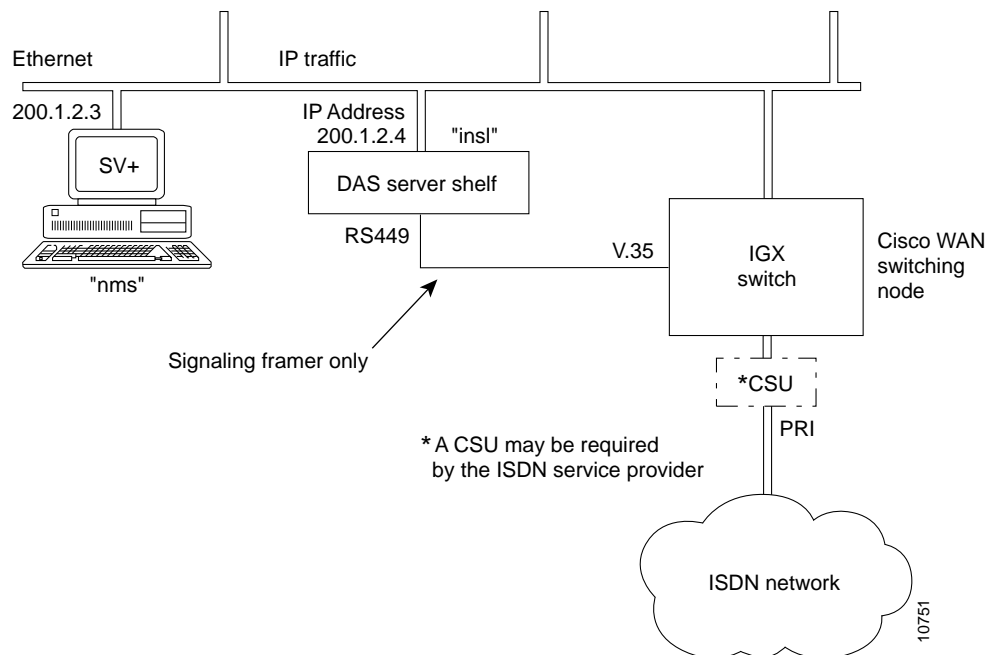 Ethernet
IP traffic
200.1.2.3
IP Address
200.1.2.4
"insl"
SV+
DAS server shelf
RS449
V.35
IGX
switch
Cisco WAN
switching
node
"nms"
Signaling framer only
*CSU
PRI
* A CSU may be required
by the ISDN service provider
ISDN network
10751